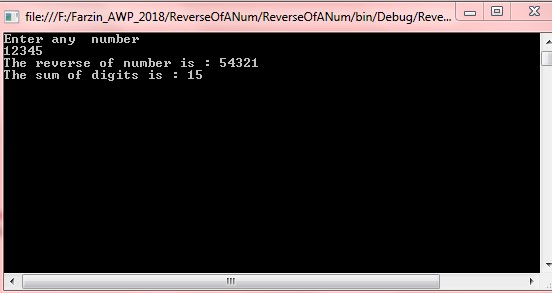 file:///F:/Farzin_AWP_2018/ReverseOfANum/ReverseOfANum/bin/Debug/Reve...
Enter any  number
12345
The reverse of number is : 54321
The sum of digits is : 15